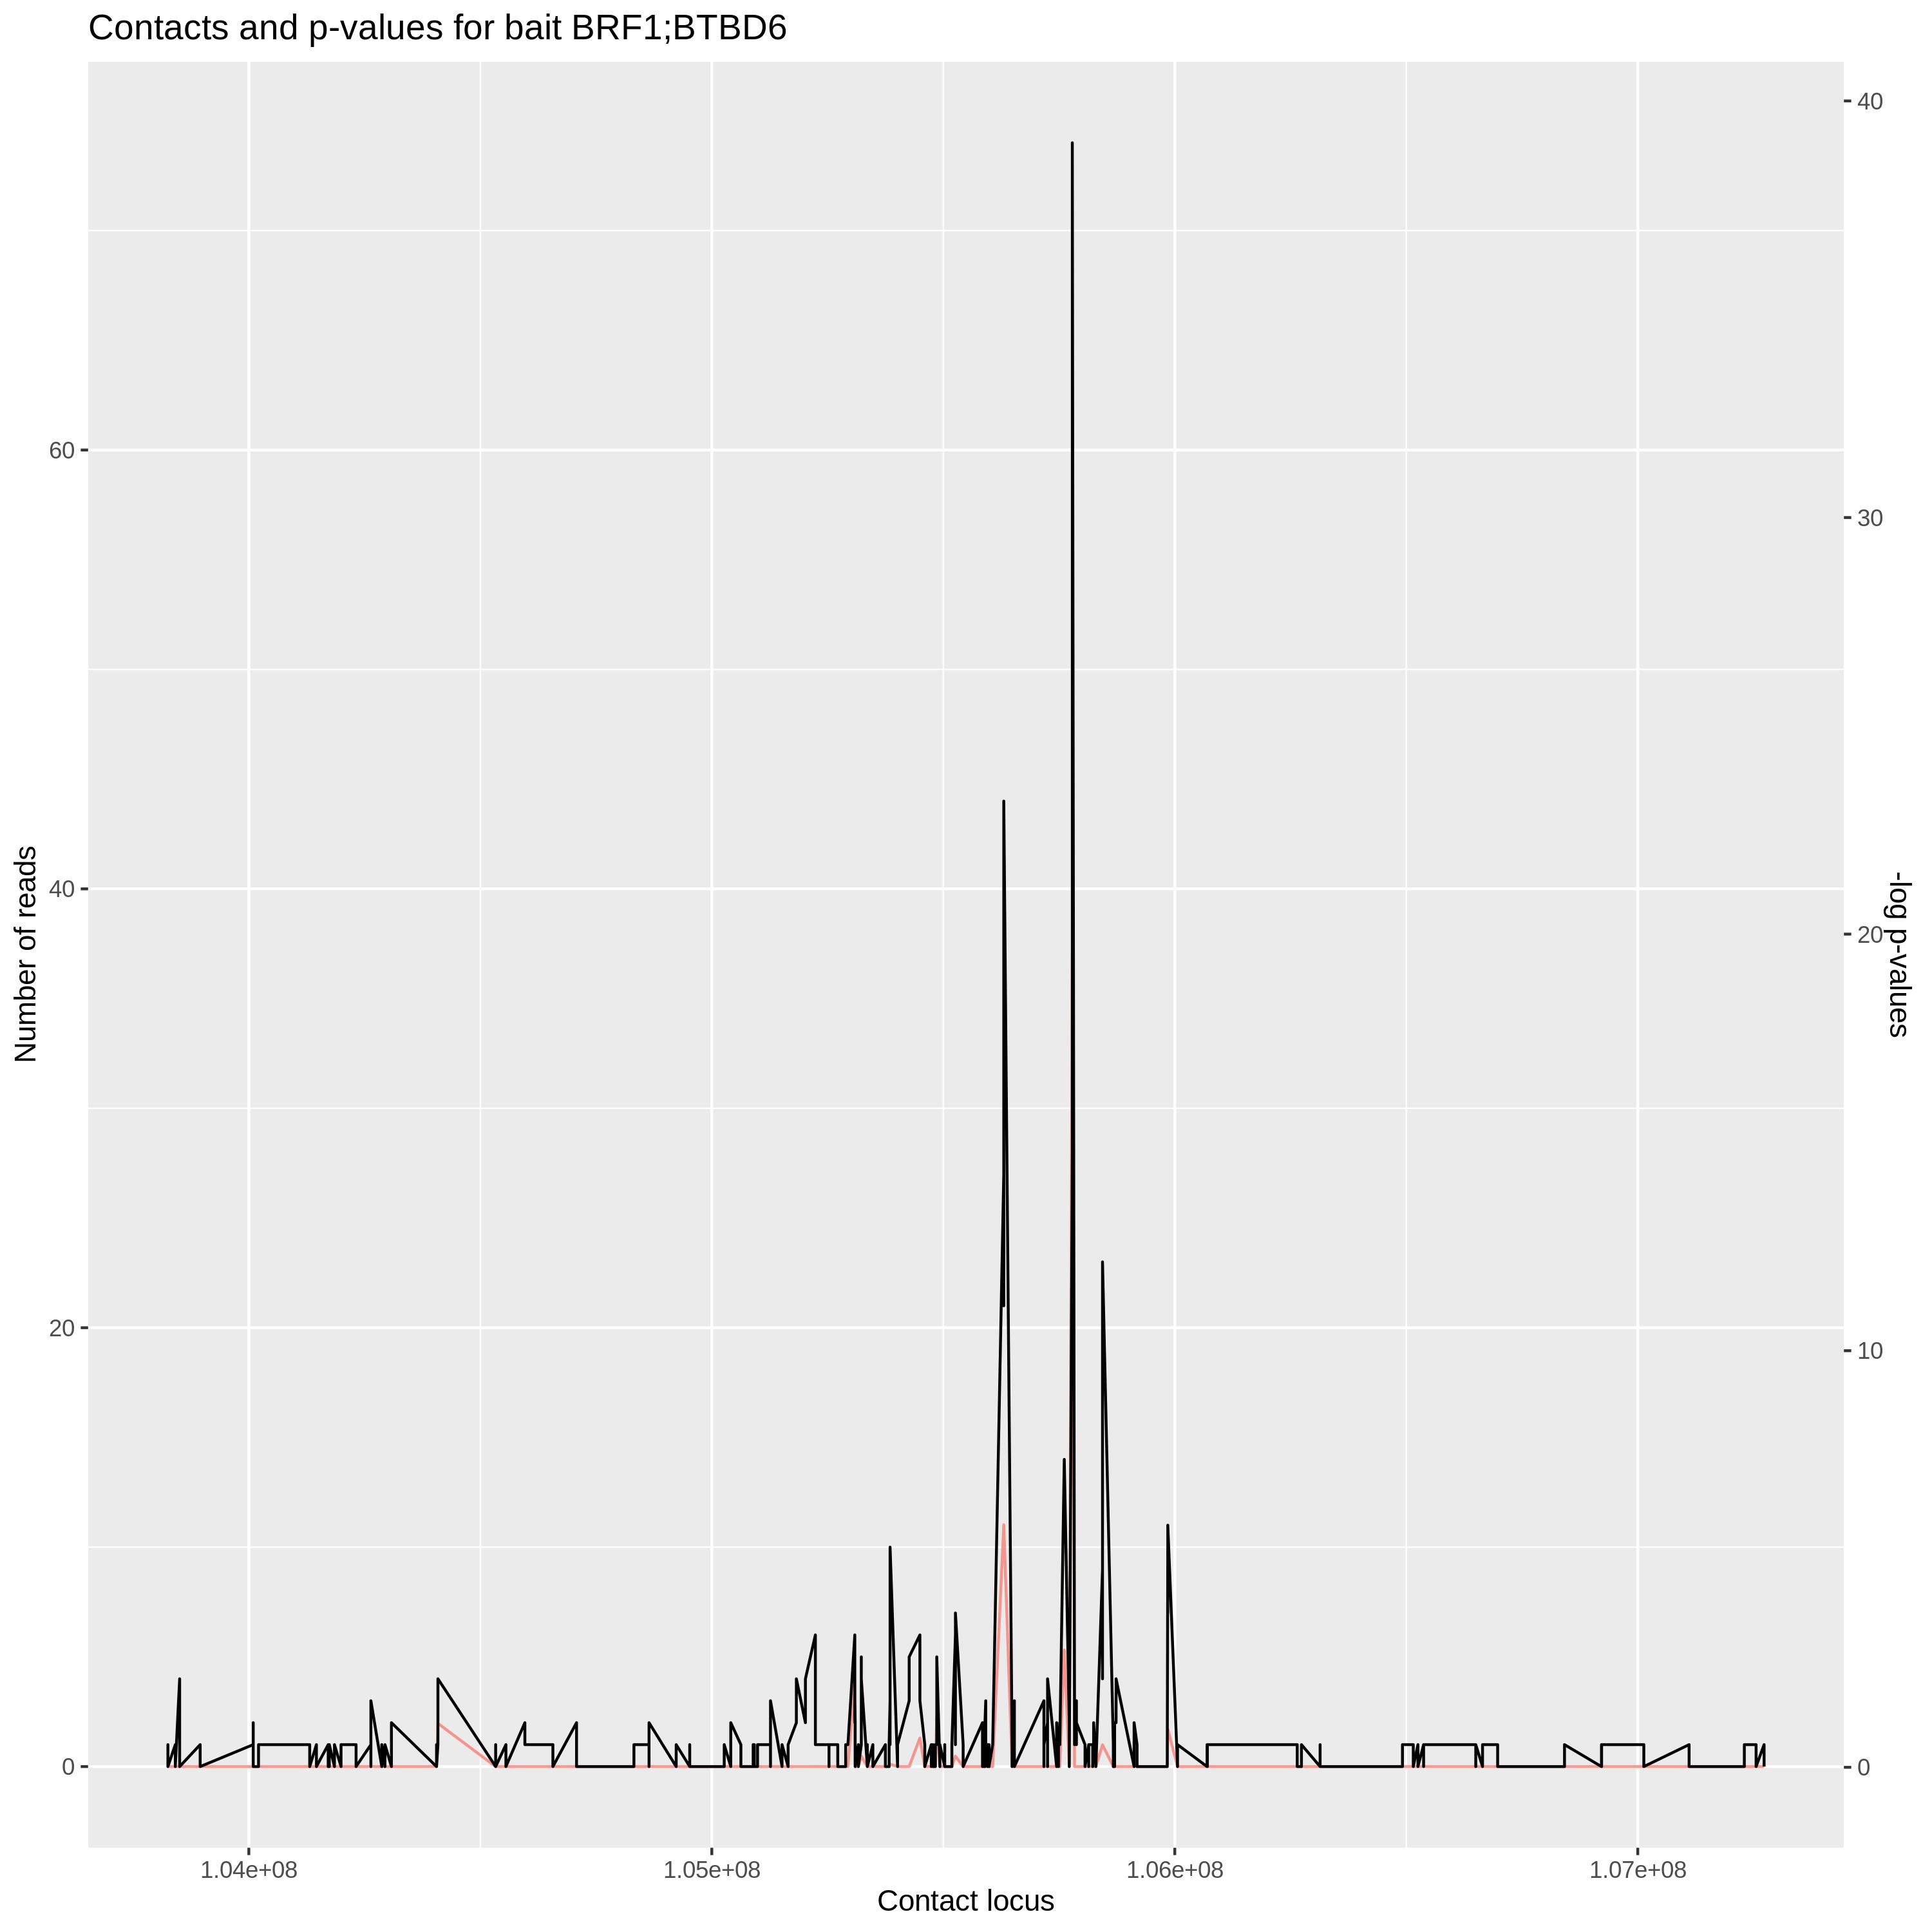 Contacts and p-values for bait BRF1;BTBD6
Number of reads
60
40
20
0
40
30
20
10
0
-log p-values
1.04e+08
1.05e+08
1.06e+08
1.07e+08
Contact locus